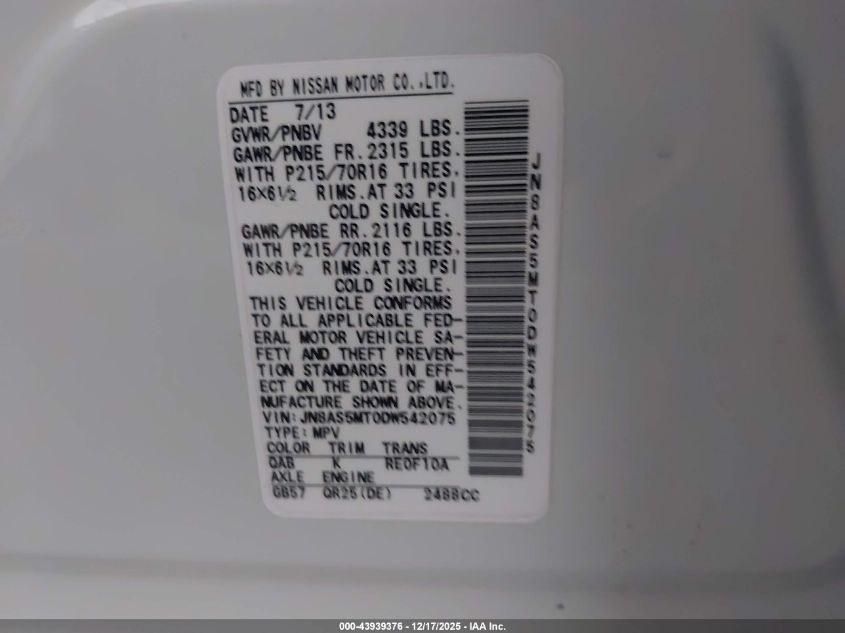 MFD BY NISSAN MOTOR CO.,LTD.
DATE 7/13
GVWR/PNBV 4339 LBS.
GAWR/PNBE FR. 2315 LBS.
WITH P215/70R16 TIRES.
16X6½ RIMS. AT 33 PSI
COLD SINGLE.
GAWR/PNBE RR. 2116 LBS.
WITH P215/70R16 TIRES.
16X6½ RIMS. AT 33 PSI
COLD SINGLE.
THIS VEHICLE CONFORMS
TO ALL APPLICABLE FED-
ERAL MOTOR VEHICLE SA-
FETY AND THEFT PREVEN-
TION STANDARDS IN EFF-
ECT ON THE DATE OF MA-
NUFACTURE SHOWN ABOVE.
VIN: JN8AS5MT0DW542075
TYPE: MPV
COLOR TRIM TRANS
QAB K RE0F10A
AXLE ENGINE
GB57 QR25(DE) 2488CC
JN8AS5MT0DW542075
000-43939376 - 12/17/2025 - IAA Inc.